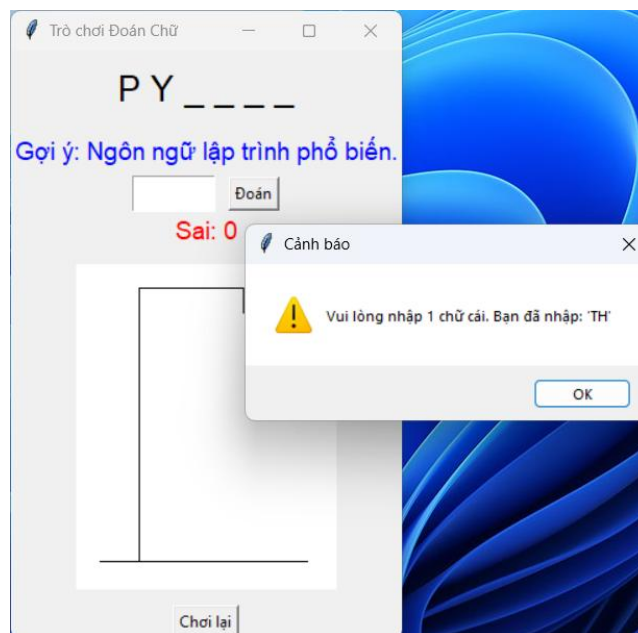 Trò chơi Đoán Chữ
P Y _ _ _ _
Gợi ý: Ngôn ngữ lập trình phổ biến.
Đoán
Sai: 0
Cảnh báo
Vui lòng nhập 1 chữ cái. Bạn đã nhập: 'TH'
OK
Chơi lại